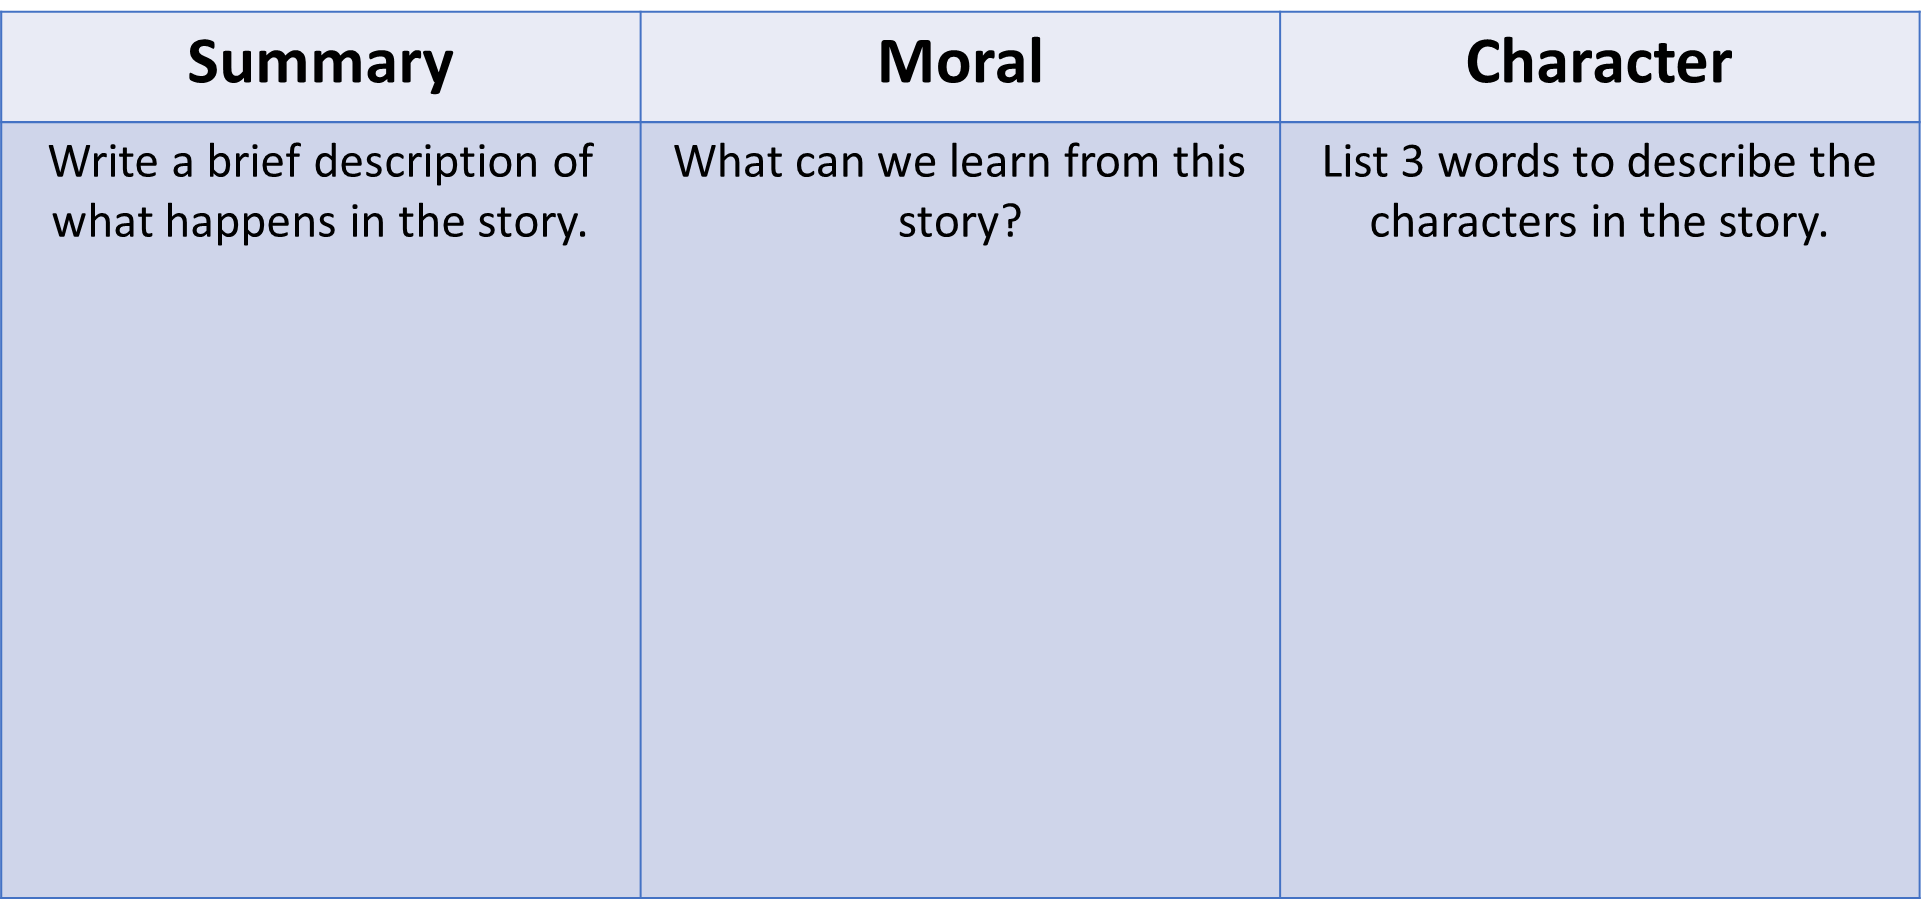 Summary
Moral
Character
Write a brief description of
what happens in the story.
What can we learn from this
story?
List 3 words to describe the
characters in the story.